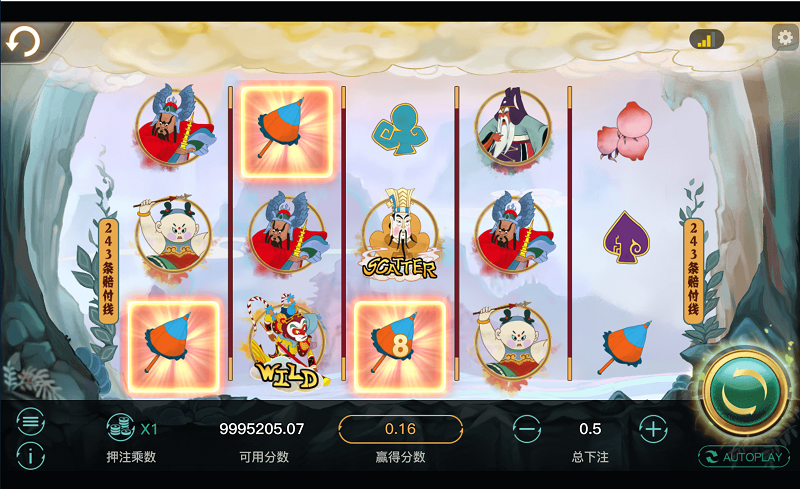 243条赔付线
243条赔付线
SCATTER
8
WILD
X1
9995205.07
0.16
0.5
押注乘数
可用分数
赢得分数
总下注
AUTOPLAY